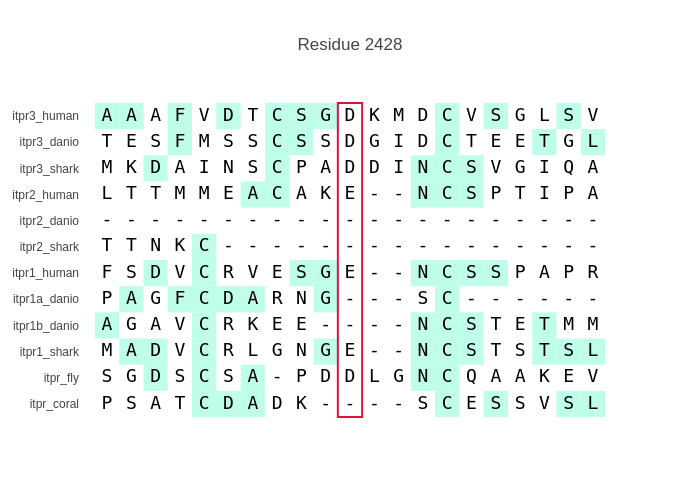 Residue 2428
itpr3_human A A A F V D T C S G D K M D C V S G L S V
itpr3_danio T E S F M S S C S S D G I D C T E E T G L
itpr3_shark M K D A I N S C P A D D I N C S V G I Q A
itpr2_human L T T M M E A C A K E - - N C S P T I P A
itpr2_danio - - - - - - - - - - - - - - - - - - - - -
itpr2_shark T T N K C - - - - - - - - - - - - - - - -
itpr1_human F S D V C R V E S G E - - N C S S P A P R
itpr1a_danio P A G F C D A R N G - - - S C - - - - - -
itpr1b_danio A G A V C R K E E - - - - N C S T E T M M
itpr1_shark M A D V C R L G N G E - - N C S T S T S L
itpr_fly S G D S C S A - P D D L G N C Q A A K E V
itpr_coral P S A T C D A D K - - - - S C E S S V S L